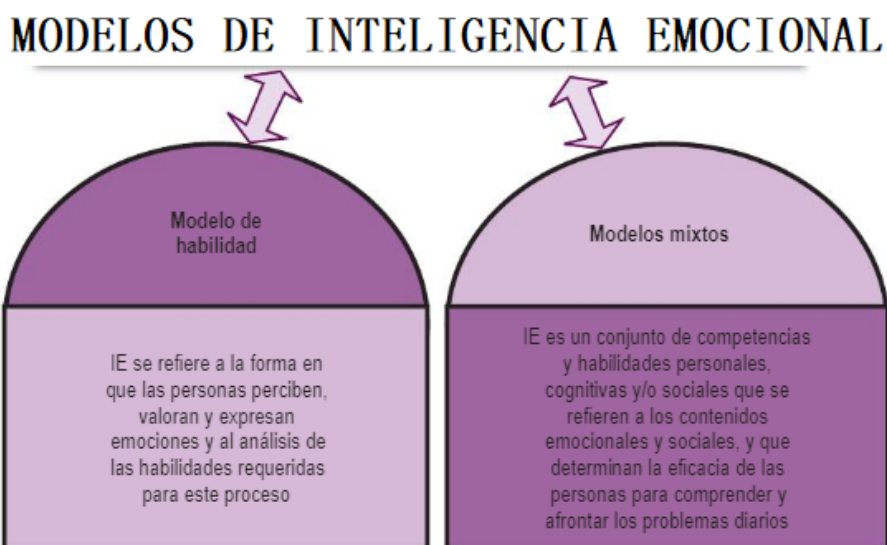 MODELOS DE INTELIGENCIA EMOCIONAL
Modelo de
habilidad
IE se refiere a la forma en
que las personas perciben,
valoran y expresan
emociones y al análisis de
las habilidades requeridas
para este proceso
Modelos mixtos
IE es un conjunto de competencias
y habilidades personales,
cognitivas y/o sociales que se
refieren a los contenidos
emocionales y sociales, y que
determinan la eficacia de las
personas para comprender y
afrontar los problemas diarios